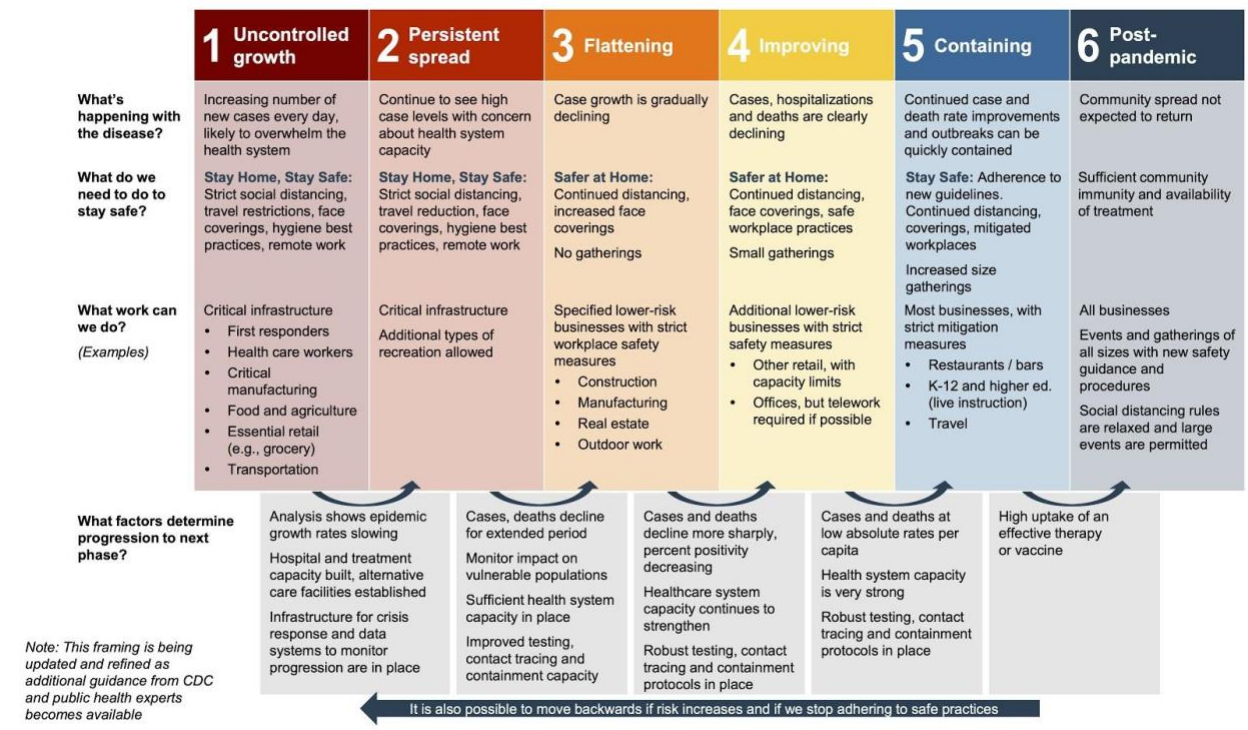 1 Uncontrolled
growth
2 Persistent
spread
3 Flattening
4 Improving
5 Containing
6 Post-
pandemic
What's
happening with
the disease?
Increasing number of
new cases every day,
likely to overwhelm the
health system
Continue to see high
case levels with concern
about health system
capacity
Case growth is gradually
declining
Cases, hospitalizations
and deaths are clearly
declining
Continued case and
death rate improvements
and outbreaks can be
quickly contained
Community spread not
expected to return
What do we
need to do to
stay safe?
Stay Home, Stay Safe:
Strict social distancing,
travel restrictions, face
coverings, hygiene best
practices, remote work
Stay Home, Stay Safe:
Strict social distancing,
travel reduction, face
coverings, hygiene best
practices, remote work
Safer at Home:
Continued distancing,
increased face
coverings
No gatherings
Safer at Home:
Continued distancing,
face coverings, safe
workplace practices
Small gatherings
Stay Safe: Adherence to
new guidelines.
Continued distancing,
coverings, mitigated
workplaces
Increased size
gatherings
Sufficient community
immunity and availability
of treatment
What work can
we do?
(Examples)
Critical infrastructure
• First responders
• Health care workers
• Critical
manufacturing
• Food and agriculture
• Essential retail
(e.g., grocery)
• Transportation
Critical infrastructure
Additional types of
recreation allowed
Specified lower-risk
businesses with strict
workplace safety
measures
• Construction
• Manufacturing
• Real estate
• Outdoor work
Additional lower-risk
businesses with strict
safety measures
• Other retail, with
capacity limits
• Offices, but telework
required if possible
Most businesses, with
strict mitigation
measures
• Restaurants / bars
• K-12 and higher ed.
(live instruction)
• Travel
All businesses
Events and gatherings of
all sizes with new safety
guidance and
procedures
Social distancing rules
are relaxed and large
events are permitted
What factors determine
progression to next
phase?
Analysis shows epidemic
growth rates slowing
Hospital and treatment
capacity built, alternative
care facilities established
Infrastructure for crisis
response and data
systems to monitor
progression are in place
Cases, deaths decline
for extended period
Monitor impact on
vulnerable populations
Sufficient health system
capacity in place
Improved testing,
contact tracing and
containment capacity
Cases and deaths
decline more sharply,
percent positivity
decreasing
Healthcare system
capacity continues to
strengthen
Robust testing, contact
tracing and containment
protocols in place
Cases and deaths at
low absolute rates per
capita
Health system capacity
is very strong
Robust testing, contact
tracing and containment
protocols in place
High uptake of an
effective therapy
or vaccine
Note: This framing is being
updated and refined as
additional guidance from CDC
and public health experts
becomes available
It is also possible to move backwards if risk increases and if we stop adhering to safe practices